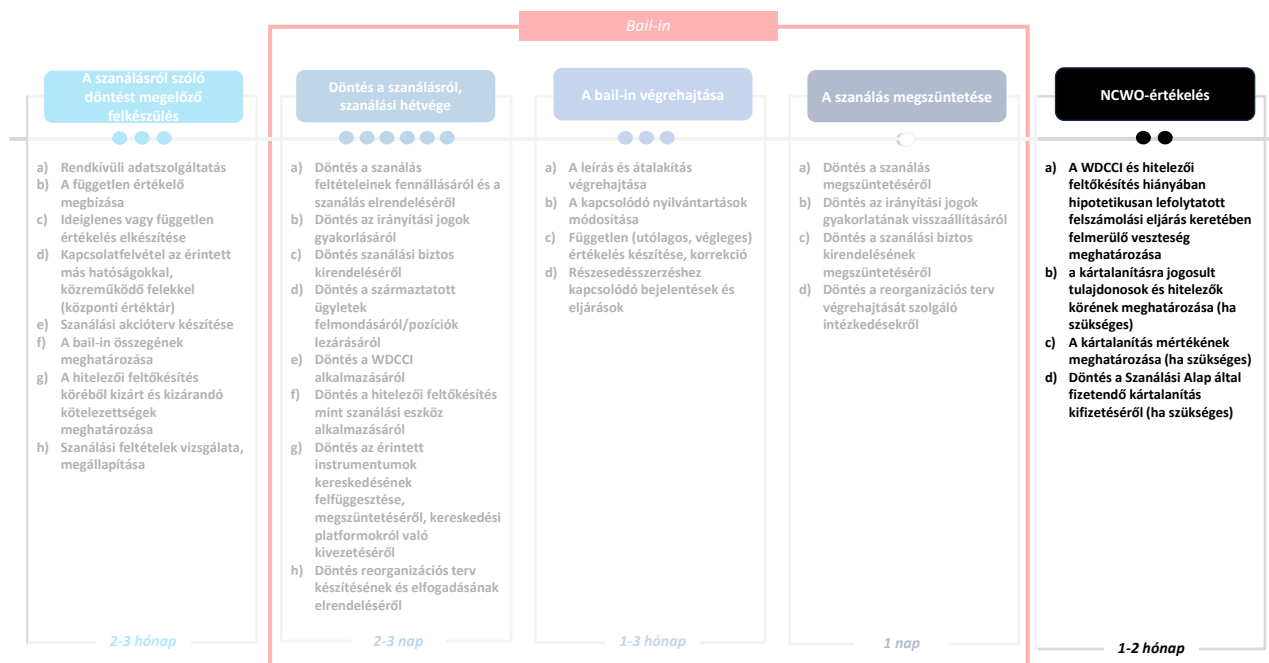 Bail-in
A szanálásról szóló
döntést megelőző
felkészülés
a) Rendkívüli adatszolgáltatás
b) A független értékelő
megbízása
c) Ideiglenes vagy független
értékelés elkészítése
d) Kapcsolatfelvétel az érintett
más hatóságokkal,
közreműködő felekkel
(központi értéktár)
e) Szanálási akcióterv készítése
f) A bail-in összegének
meghatározása
g) A hitelezői feltőkésítés
köréből kizárt és kizárandó
kötelezettségek
meghatározása
h) Szanálási feltételek vizsgálata,
megállapítása
2-3 hónap
Döntés a szanálásról,
szanálási hétvége
a) Döntés a szanálás
feltételeinek fennállásáról és a
szanálás elrendeléséről
b) Döntés az irányítási jogok
gyakorlásáról
c) Döntés szanálási biztos
kirendeléséről
d) Döntés a származtatott
ügyletek
felmondásáról/pozíciók
lezárásáról
e) Döntés a WDCCI
alkalmazásáról
f) Döntés a hitelezői feltőkésítés
mint szanálási eszköz
alkalmazásáról
g) Döntés az érintett
instrumentumok
kereskedésének
felfüggesztése,
megszüntetéséről, kereskedési
platformokról való
kivezetéséről
h) Döntés reorganizációs terv
készítésének és elfogadásának
elrendeléséről
2-3 nap
A bail-in végrehajtása
a) A leírás és átalakítás
végrehajtása
b) A kapcsolódó nyilvántartások
módosítása
c) Független (utólagos, végleges)
értékelés készítése, korrekció
d) Részesedésszerzéshez
kapcsolódó bejelentések és
eljárások
1-3 hónap
A szanálás megszüntetése
a) Döntés a szanálás
megszüntetéséről
b) Döntés az irányítási jogok
gyakorlatának visszaállításáról
c) Döntés a szanálási biztos
kirendelésének
megszüntetéséről
d) Döntés a reorganizációs terv
végrehajtását szolgáló
intézkedésekről
1 nap
NCWO-értékelés
a) A WDCCI és hitelezői
feltőkésítés hiányában
hipotetikusan lefolytatott
felszámolási eljárás keretében
felmerülő veszteség
meghatározása
b) a kártalanításra jogosult
tulajdonosok és hitelezők
körének meghatározása (ha
szükséges)
c) A kártalanítás mértékének
meghatározása (ha szükséges)
d) Döntés a Szanálási Alap által
fizetendő kártalanítás
kifizetéséről (ha szükséges)
1-2 hónap